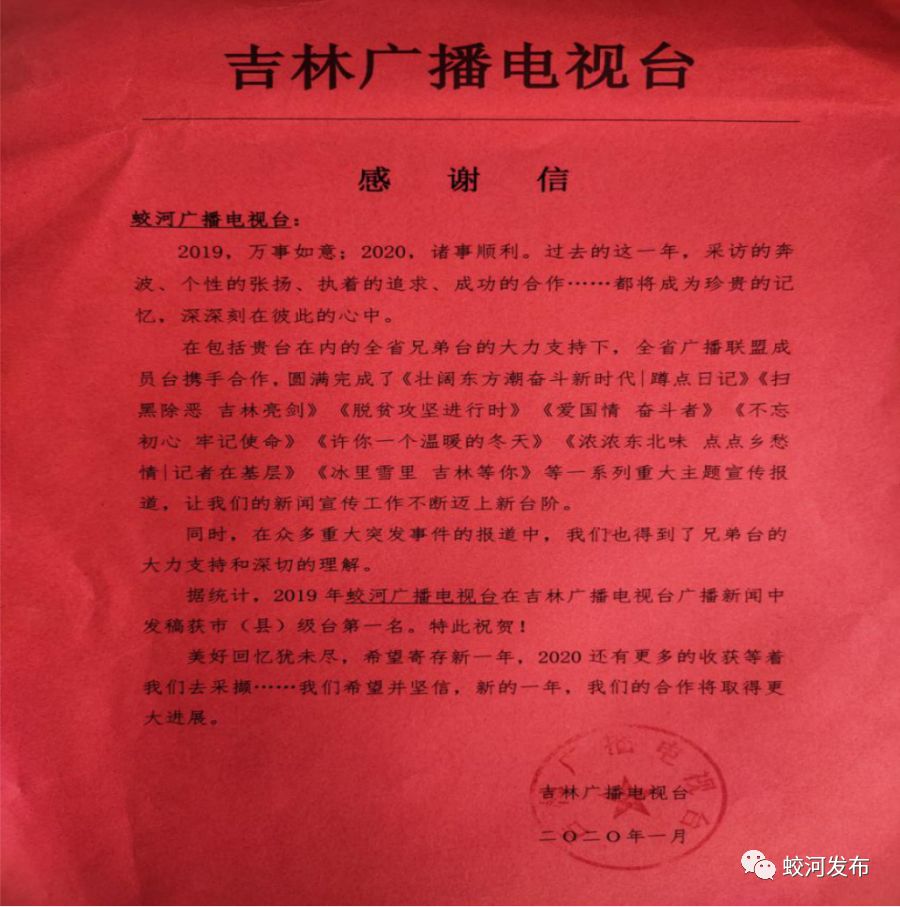 吉林广播电视台
感 谢 信
蛟河广播电视台：
2019，万事如意；2020，诸事顺利。过去的这一年，采访的奔
波、个性的张扬、执着的追求、成功的合作……都将成为珍贵的记
忆，深深刻在彼此的心中。
在包括贵台在内的全省兄弟台的大力支持下，全省广播联盟成
员台携手合作，圆满完成了《壮阔东方潮奋斗新时代|蹲点日记》《扫
黑除恶 吉林亮剑》《脱贫攻坚进行时》《爱国情 奋斗者》《不忘
初心 牢记使命》《许你一个温暖的冬天》《浓浓东北味 点点乡愁
情|记者在基层》《冰里雪里 吉林等你》等一系列重大主题宣传报
道，让我们的新闻宣传工作不断迈上新台阶。
同时，在众多重大突发事件的报道中，我们也得到了兄弟台的
大力支持和深切的理解。
据统计，2019 年蛟河广播电视台在吉林广播电视台广播新闻中
发稿获市（县）级台第一名。特此祝贺！
美好回忆犹未尽，希望寄存新一年，2020 还有更多的收获等着
我们去采撷……我们希望并坚信，新的一年，我们的合作将取得更
大进展。
吉林广播电视台
二〇二〇年一月
广播电视台
蛟河发布